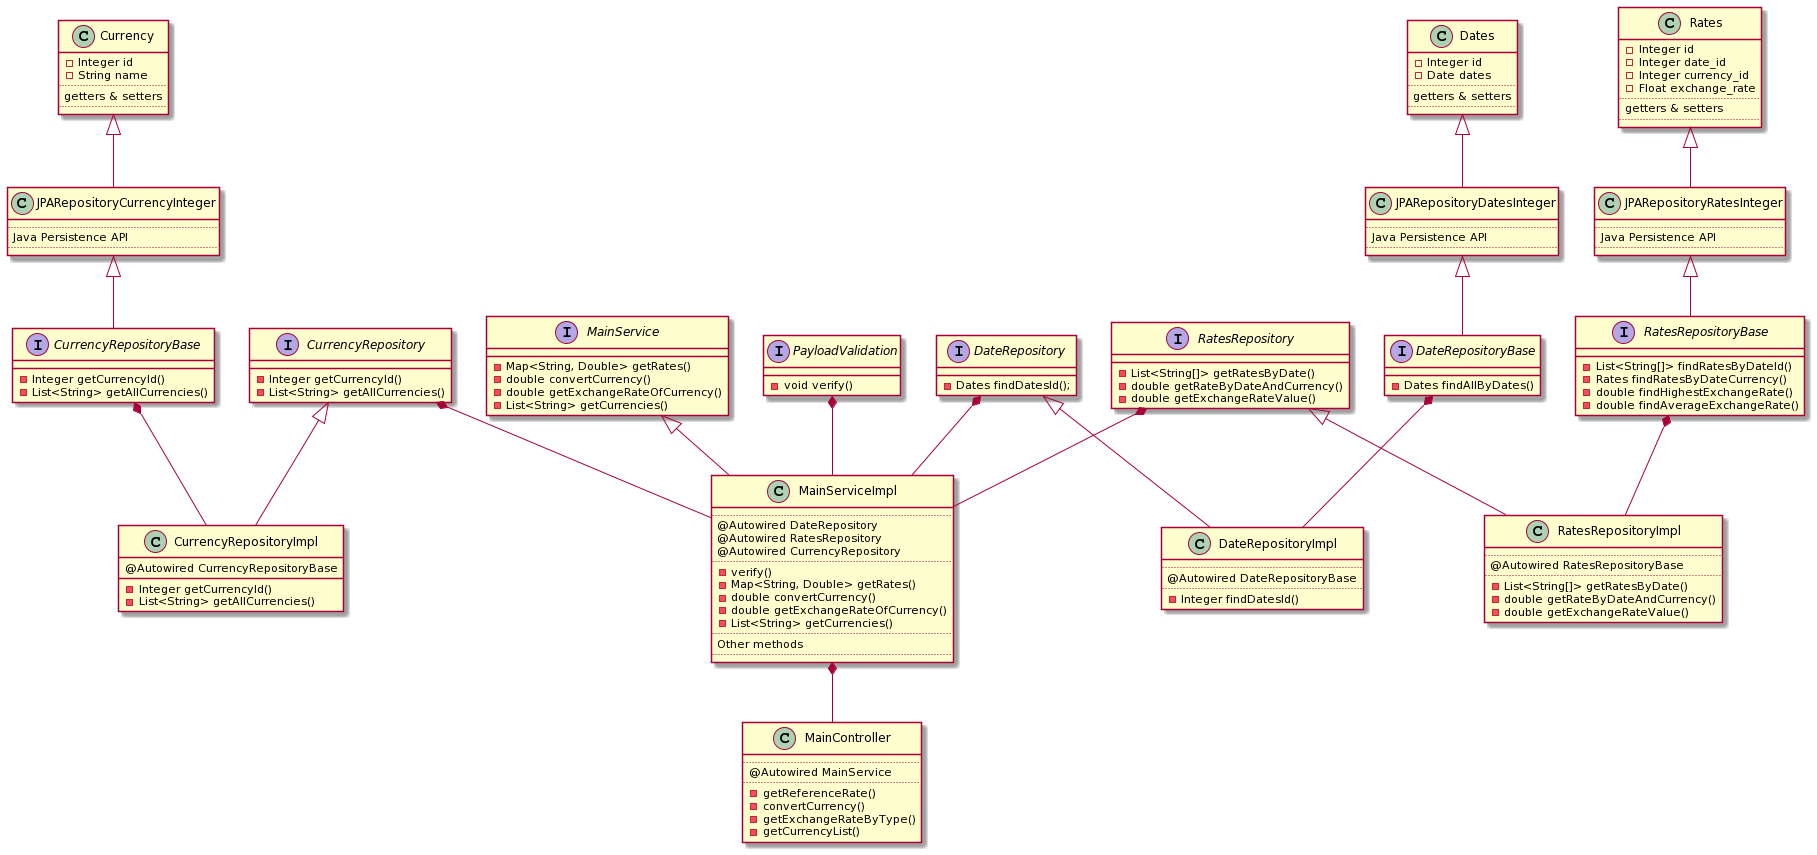 C Currency
Integer id
String name
getters & setters
C Dates
Integer id
Date dates
getters & setters
C Rates
Integer id
Integer date_id
Integer currency_id
Float exchange_rate
getters & setters
C JPARepositoryCurrencyInteger
Java Persistence API
C JPARepositoryDatesInteger
Java Persistence API
C JPARepositoryRatesInteger
Java Persistence API
I CurrencyRepositoryBase
Integer getCurrencyId()
List<String> getAllCurrencies()
I CurrencyRepository
Integer getCurrencyId()
List<String> getAllCurrencies()
I MainService
Map<String, Double> getRates()
double convertCurrency()
double getExchangeRateOfCurrency()
List<String> getCurrencies()
I PayloadValidation
void verify()
I DateRepository
Dates findDatesId();
I RatesRepository
List<String[]> getRatesByDate()
double getRateByDateAndCurrency()
double getExchangeRateValue()
I DateRepositoryBase
Dates findAllByDates()
I RatesRepositoryBase
List<String[]> findRatesByDateId()
Rates findRatesByDateCurrency()
double findHighestExchangeRate()
double findAverageExchangeRate()
C CurrencyRepositoryImpl
@Autowired CurrencyRepositoryBase
Integer getCurrencyId()
List<String> getAllCurrencies()
C MainServiceImpl
@Autowired DateRepository
@Autowired RatesRepository
@Autowired CurrencyRepository
verify()
Map<String, Double> getRates()
double convertCurrency()
double getExchangeRateOfCurrency()
List<String> getCurrencies()
Other methods
C DateRepositoryImpl
@Autowired DateRepositoryBase
Integer findDatesId()
C RatesRepositoryImpl
@Autowired RatesRepositoryBase
List<String[]> getRatesByDate()
double getRateByDateAndCurrency()
double getExchangeRateValue()
C MainController
@Autowired MainService
getReferenceRate()
convertCurrency()
getExchangeRateByType()
getCurrencyList()